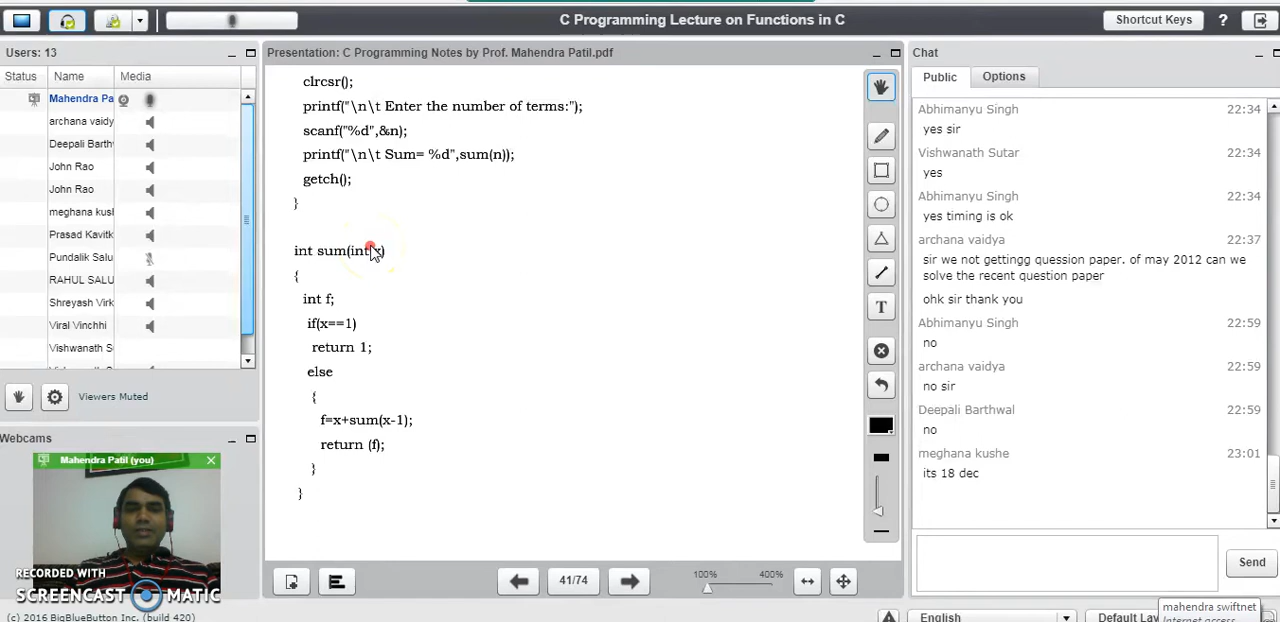 C Programming Lecture on Functions in C
Shortcut Keys
?
Users: 13
Status Name Media
Mahendra Pa
archana vaidy
Deepali Barth
John Rao
John Rao
meghana kusl
Prasad Kavitk
Pundalik Salu
RAHUL SALU
Shreyash Virk
Viral Vinchhi
Vishwanath S
Viewers Muted
Webcams
Mahendra Patil (you)
RECORDED WITH
SCREENCAST MATIC
(c) 2016 BigBlueButton Inc. (build 420)
Presentation: C Programming Notes by Prof. Mahendra Patil.pdf
clrcsr();
printf("\n\t Enter the number of terms:");
scanf("%d",&n);
printf("\n\t Sum= %d",sum(n));
getch();
}
int sum(int x)
{
int f;
if(x==1)
return 1;
else
{
f=x+sum(x-1);
return (f);
}
}
T
41/74
100%
400%
Chat
Public
Options
Abhimanyu Singh 22:34
yes sir
Vishwanath Sutar 22:34
yes
Abhimanyu Singh 22:34
yes timing is ok
archana vaidya 22:37
sir we not gettingg quession paper. of may 2012 can we
solve the recent question paper
ohk sir thank you
Abhimanyu Singh 22:59
no
archana vaidya 22:59
no sir
Deepali Barthwal 22:59
no
meghana kushe 23:01
its 18 dec
Send
English
Default Lay
mahendra swiftnet
Internet access